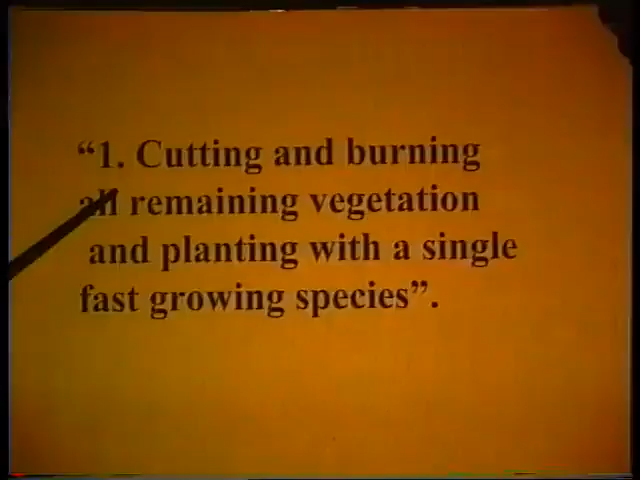 “1. Cutting and burning
all remaining vegetation
and planting with a single
fast growing species”.